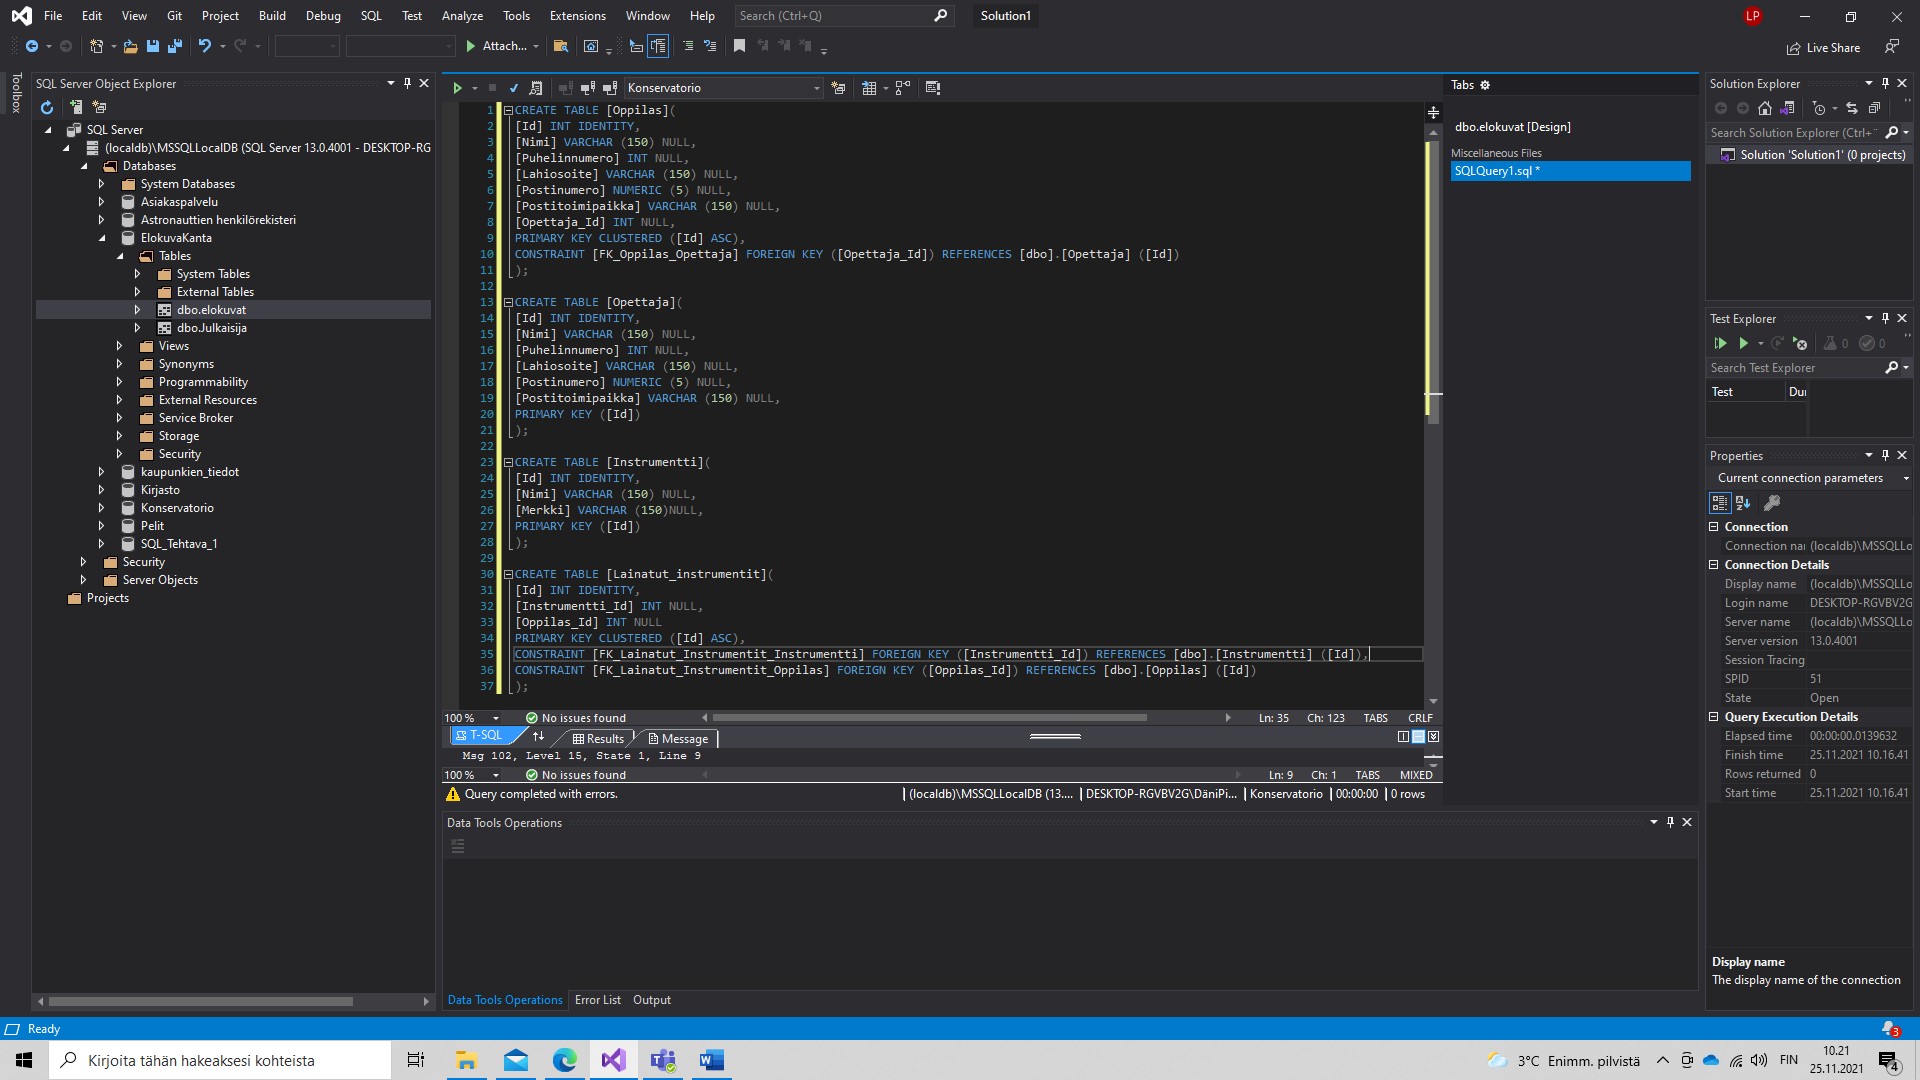 File Edit View Git Project Build Debug SQL Test Analyze Tools Extensions Window Help Search (Ctrl+Q) Solution1 LP
Attach... Live Share
Toolbox
SQL Server Object Explorer
SQL Server
(localdb)\MSSQLLocalDB (SQL Server 13.0.4001 - DESKTOP-RG
Databases
System Databases
Asiakaspalvelu
Astronauttien henkilörekisteri
ElokuvaKanta
Tables
System Tables
External Tables
dbo.elokuvat
dbo.Julkaisija
Views
Synonyms
Programmability
External Resources
Service Broker
Storage
Security
kaupunkien_tiedot
Kirjasto
Konservatorio
Pelit
SQL_Tehtava_1
Security
Server Objects
Projects
Konservatorio
1 CREATE TABLE [Oppilas](
2 [Id] INT IDENTITY,
3 [Nimi] VARCHAR (150) NULL,
4 [Puhelinnumero] INT NULL,
5 [Lahiosoite] VARCHAR (150) NULL,
6 [Postinumero] NUMERIC (5) NULL,
7 [Postitoimipaikka] VARCHAR (150) NULL,
8 [Opettaja_Id] INT NULL,
9 PRIMARY KEY CLUSTERED ([Id] ASC),
10 CONSTRAINT [FK_Oppilas_Opettaja] FOREIGN KEY ([Opettaja_Id]) REFERENCES [dbo].[Opettaja] ([Id])
11 );
12
13 CREATE TABLE [Opettaja](
14 [Id] INT IDENTITY,
15 [Nimi] VARCHAR (150) NULL,
16 [Puhelinnumero] INT NULL,
17 [Lahiosoite] VARCHAR (150) NULL,
18 [Postinumero] NUMERIC (5) NULL,
19 [Postitoimipaikka] VARCHAR (150) NULL,
20 PRIMARY KEY ([Id])
21 );
22
23 CREATE TABLE [Instrumentti](
24 [Id] INT IDENTITY,
25 [Nimi] VARCHAR (150) NULL,
26 [Merkki] VARCHAR (150)NULL,
27 PRIMARY KEY ([Id])
28 );
29
30 CREATE TABLE [Lainatut_instrumentit](
31 [Id] INT IDENTITY,
32 [Instrumentti_Id] INT NULL,
33 [Oppilas_Id] INT NULL
34 PRIMARY KEY CLUSTERED ([Id] ASC),
35 CONSTRAINT [FK_Lainatut_Instrumentit_Instrumentti] FOREIGN KEY ([Instrumentti_Id]) REFERENCES [dbo].[Instrumentti] ([Id]),
36 CONSTRAINT [FK_Lainatut_Instrumentit_Oppilas] FOREIGN KEY ([Oppilas_Id]) REFERENCES [dbo].[Oppilas] ([Id])
37 );
100 % No issues found Ln: 35 Ch: 123 TABS CRLF
T-SQL Results Message
Msg 102, Level 15, State 1, Line 9
100 % No issues found Ln: 9 Ch: 1 TABS MIXED
Query completed with errors. (localdb)\MSSQLLocalDB (13.... DESKTOP-RGVBV2G\DäniPi... Konservatorio 00:00:00 0 rows
Data Tools Operations
Data Tools Operations Error List Output
Tabs
dbo.elokuvat [Design]
Miscellaneous Files
SQLQuery1.sql *
Solution Explorer
Search Solution Explorer (Ctrl+
Solution 'Solution1' (0 projects)
Test Explorer
0 0
Search Test Explorer
Test Dur
Properties
Current connection parameters
Connection
Connection nai (localdb)\MSSQLLo
Connection Details
Display name (localdb)\MSSQLLo
Login name DESKTOP-RGVBV2G
Server name (localdb)\MSSQLLo
Server version 13.0.4001
Session Tracing
SPID 51
State Open
Query Execution Details
Elapsed time 00:00:00.0139632
Finish time 25.11.2021 10.16.41
Rows returned 0
Start time 25.11.2021 10.16.41
Display name
The display name of the connection
Ready 3
Kirjoita tähän hakeaksesi kohteista 3°C Enimm. pilvistä FIN 10.21 4
25.11.2021